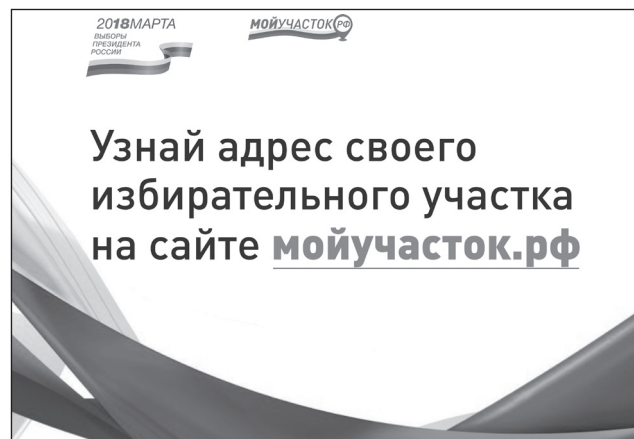 2018МАРТА
ВЫБОРЫ
ПРЕЗИДЕНТА
РОССИИ
МОЙУЧАСТОК РФ
Узнай адрес своего
избирательного участка
на сайте мойучасток.рф